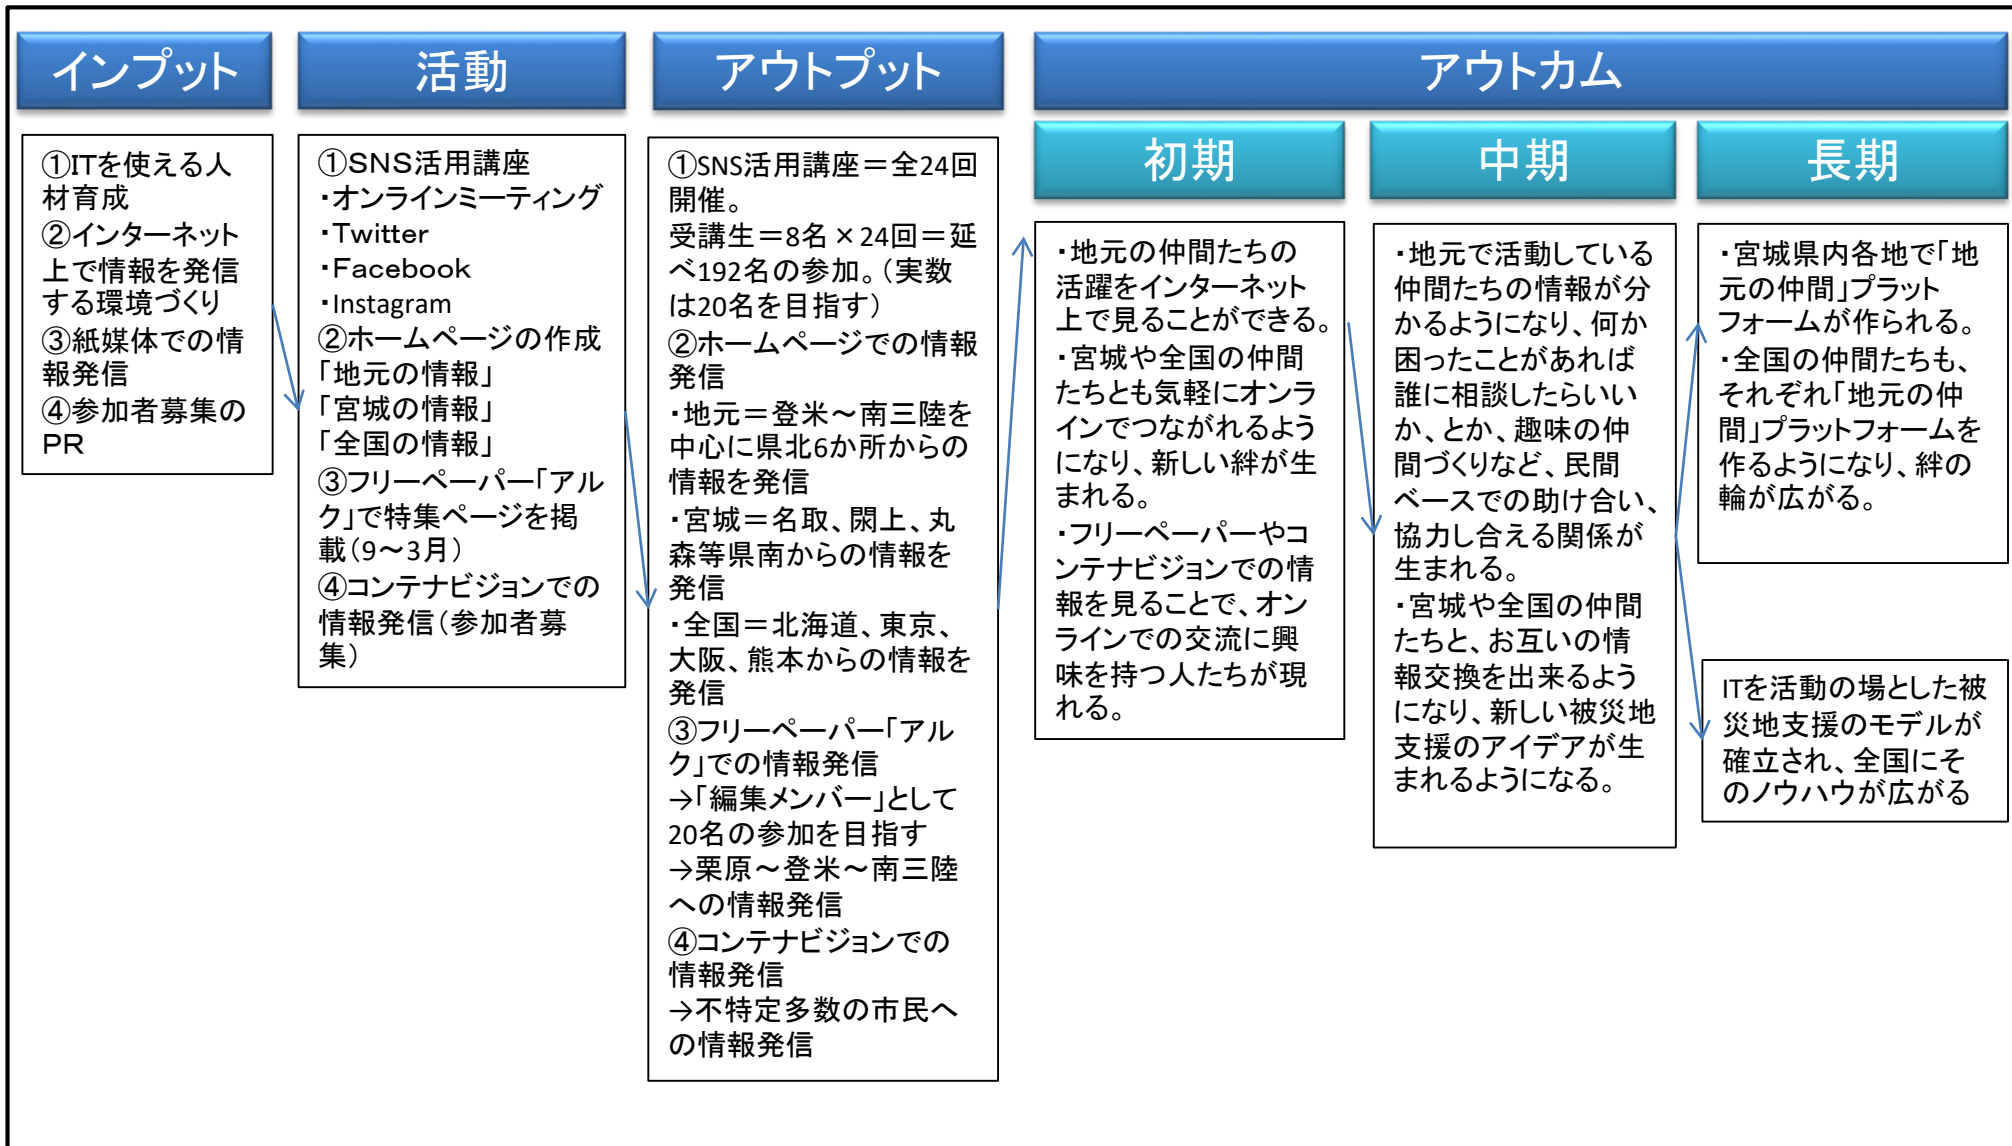 インプット
①ITを使える人
材育成
②インターネット
上で情報を発信
する環境づくり
③紙媒体での情
報発信
④参加者募集の
PR
活動
①SNS活用講座
・オンラインミーティング
・Twitter
・Facebook
・Instagram
②ホームページの作成
「地元の情報」
「宮城の情報」
「全国の情報」
③フリーペーパー「アル
ク」で特集ページを掲
載（9～3月）
④コンテナビジョンでの
情報発信（参加者募
集）
アウトプット
①SNS活用講座＝全24回
開催。
受講生＝8名×24回＝延
べ192名の参加。（実数
は20名を目指す）
②ホームページでの情報
発信
・地元＝登米～南三陸を
中心に県北6か所からの
情報を発信
・宮城＝名取、閖上、丸
森等県南からの情報を
発信
・全国＝北海道、東京、
大阪、熊本からの情報を
発信
③フリーペーパー「アル
ク」での情報発信
→「編集メンバー」として
20名の参加を目指す
→栗原～登米～南三陸
への情報発信
④コンテナビジョンでの
情報発信
→不特定多数の市民へ
の情報発信
アウトカム
初期
・地元の仲間たちの
活躍をインターネット
上で見ることができる。
・宮城や全国の仲間
たちとも気軽にオンラ
インでつながれるよう
になり、新しい絆が生
まれる。
・フリーペーパーやコ
ンテナビジョンでの情
報を見ることで、オン
ラインでの交流に興
味を持つ人たちが現
れる。
中期
・地元で活動している
仲間たちの情報が分
かるようになり、何か
困ったことがあれば
誰に相談したらいい
か、とか、趣味の仲
間づくりなど、民間
ベースでの助け合い、
協力し合える関係が
生まれる。
・宮城や全国の仲間
たちと、お互いの情
報交換を出来るよう
になり、新しい被災地
支援のアイデアが生
まれるようになる。
長期
・宮城県内各地で「地
元の仲間」プラット
フォームが作られる。
・全国の仲間たちも、
それぞれ「地元の仲
間」プラットフォームを
作るようになり、絆の
輪が広がる。
ITを活動の場とした被
災地支援のモデルが
確立され、全国にそ
のノウハウが広がる